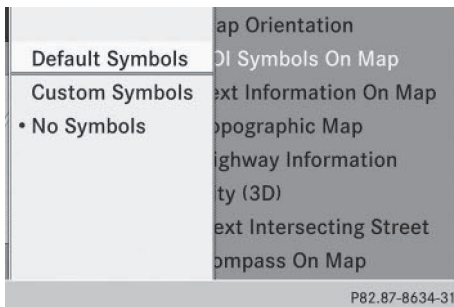 ap Orientation
Default Symbols OI Symbols On Map
Custom Symbols ext Information On Map
• No Symbols opographic Map
ighway Information
ity (3D)
ext Intersecting Street
ompass On Map
P82.87-8634-31